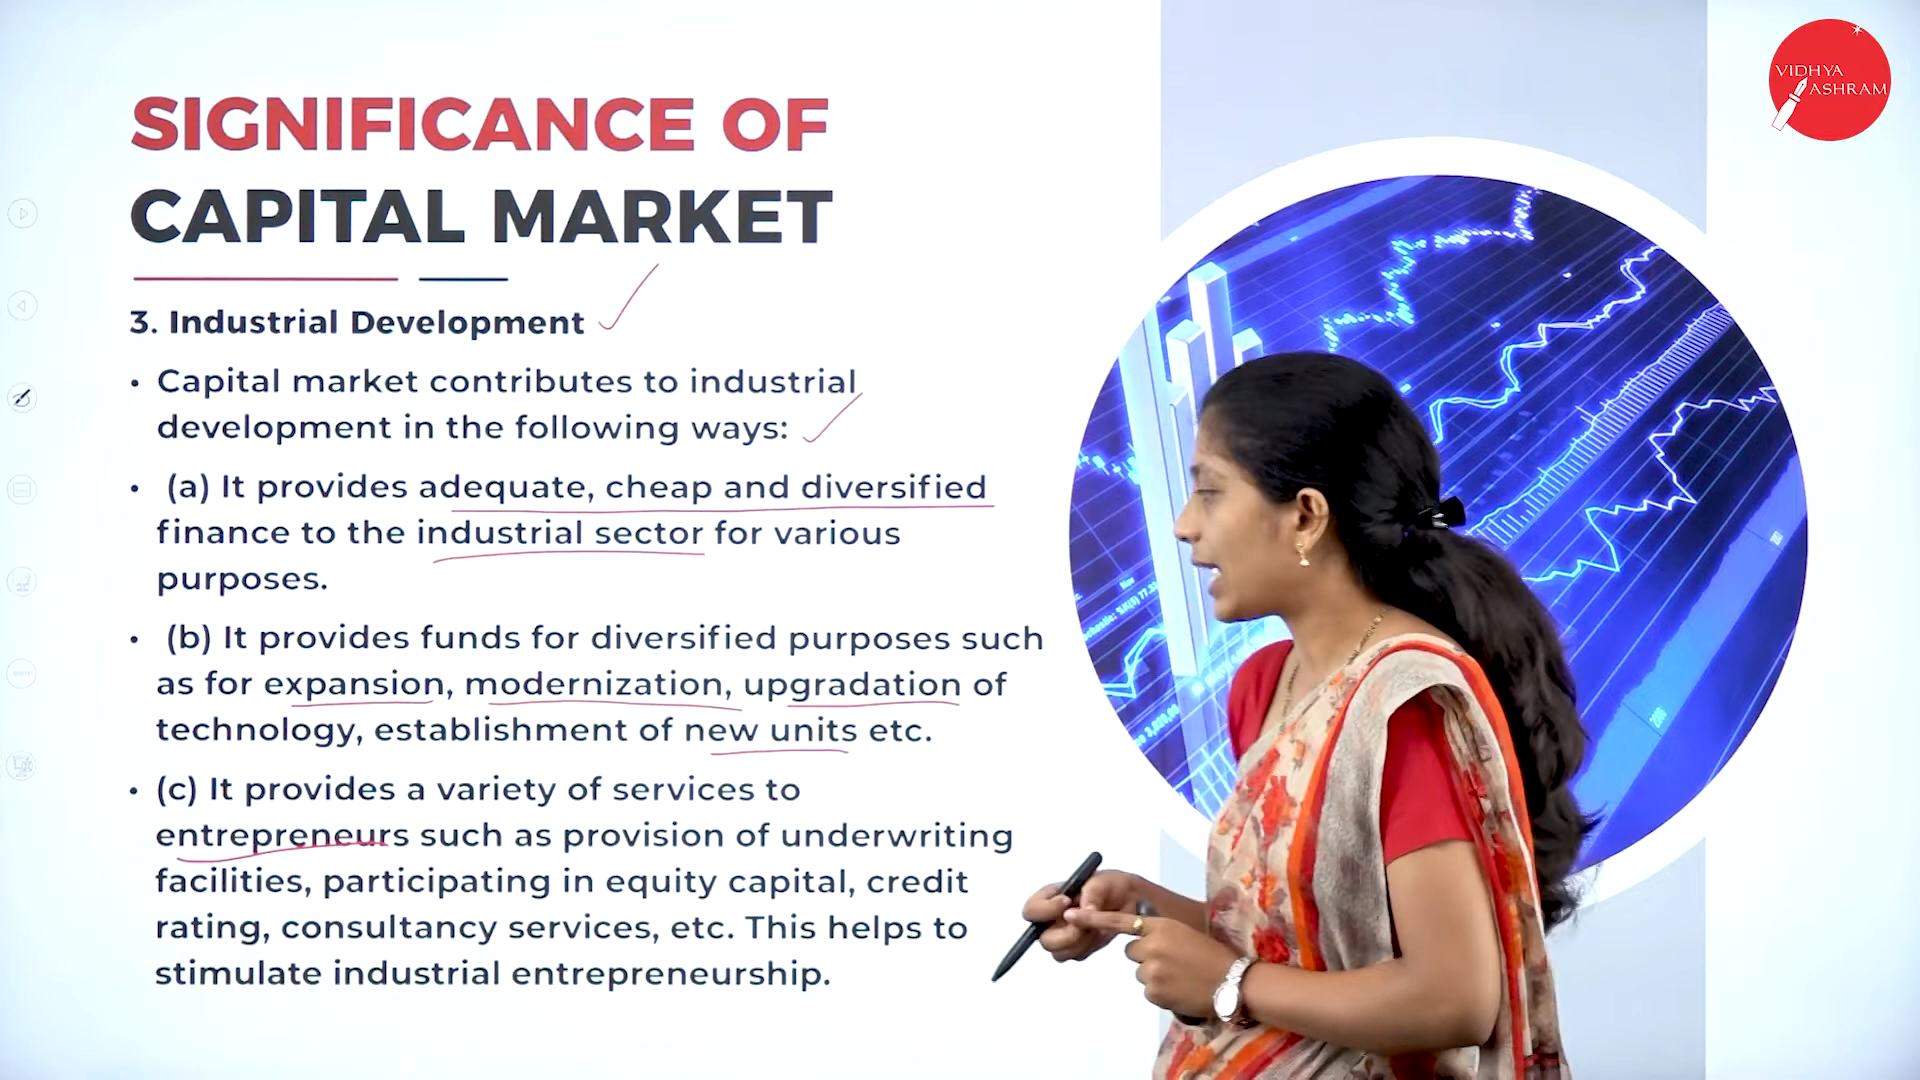 SIGNIFICANCE OF
CAPITAL MARKET
3. Industrial Development
• Capital market contributes to industrial
development in the following ways:
• (a) It provides adequate, cheap and diversified
finance to the industrial sector for various
purposes.
• (b) It provides funds for diversified purposes such
as for expansion, modernization, upgradation of
technology, establishment of new units etc.
• (c) It provides a variety of services to
entrepreneurs such as provision of underwriting
facilities, participating in equity capital, credit
rating, consultancy services, etc. This helps to
stimulate industrial entrepreneurship.
VIDHYA
ASHRAM